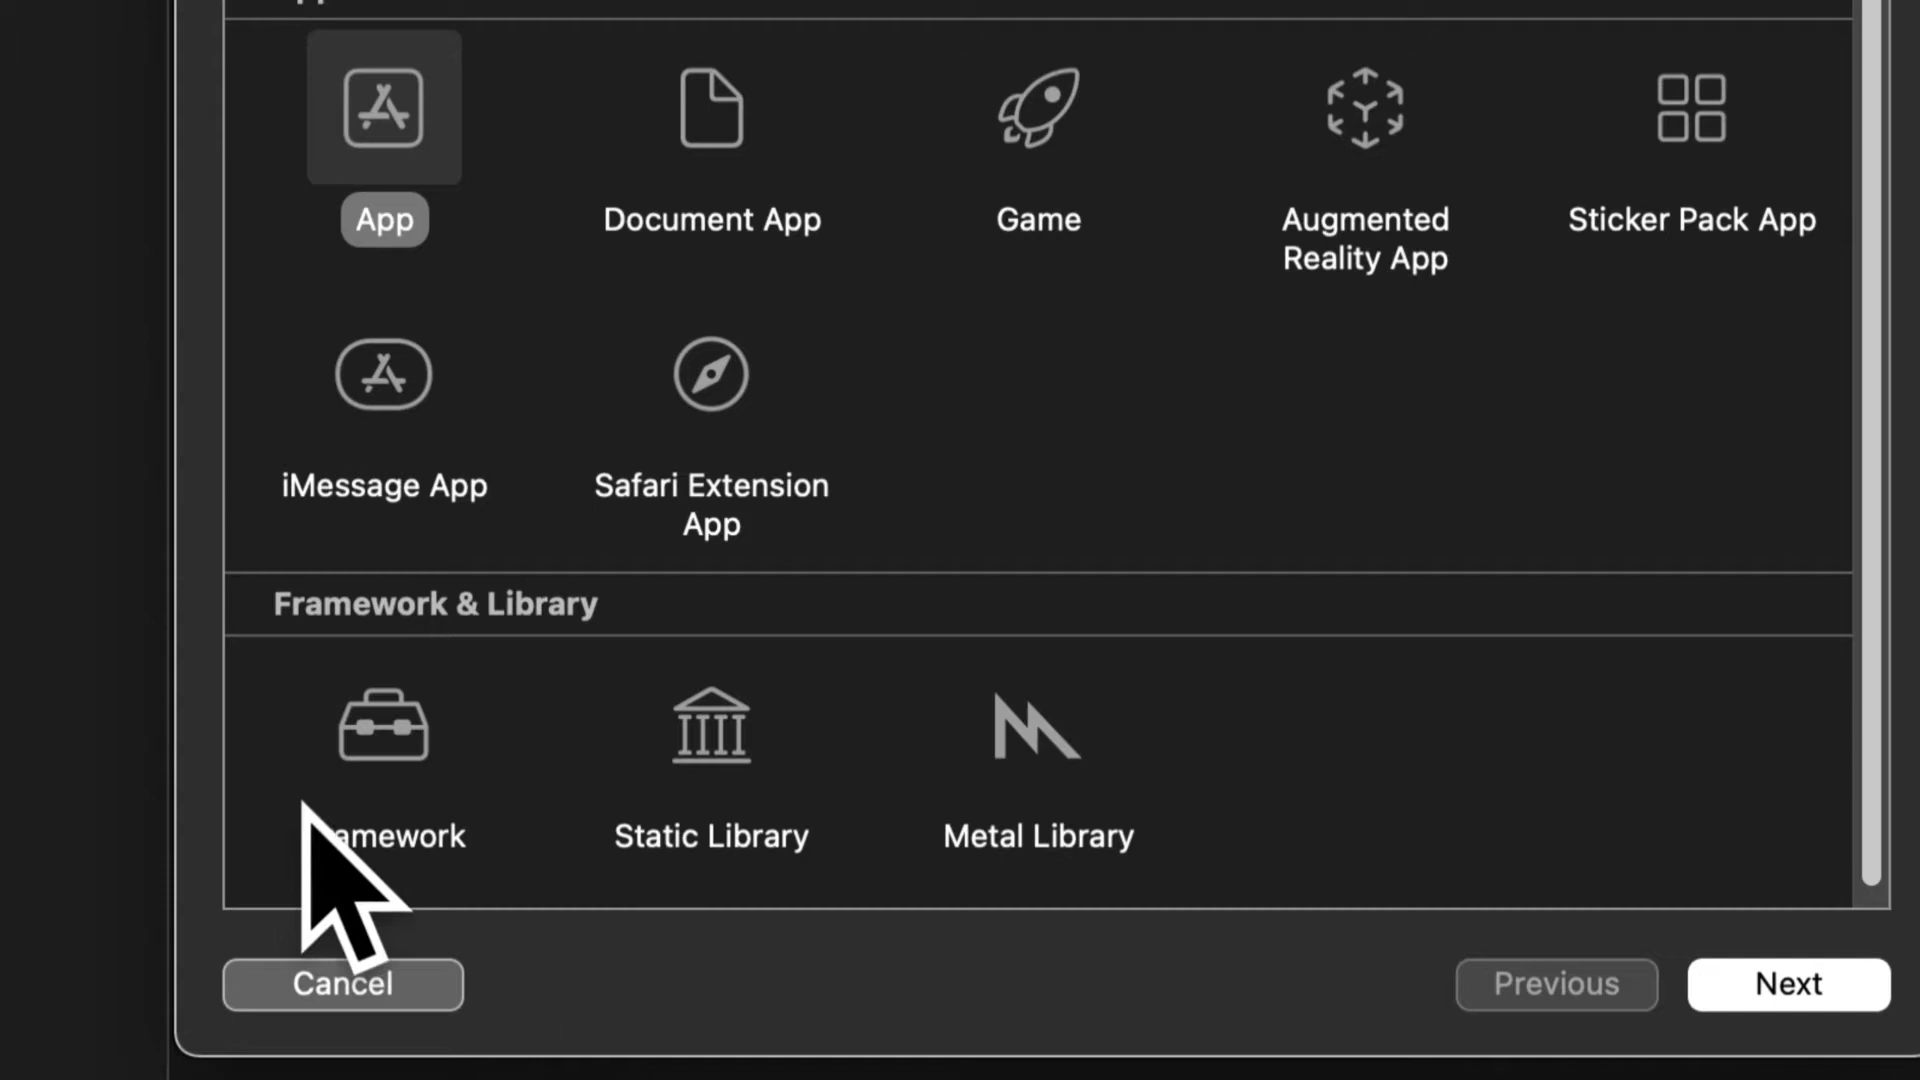 App
Document App
Game
Augmented
Reality App
Sticker Pack App
iMessage App
Safari Extension
App
Framework & Library
amework
Static Library
Metal Library
Cancel
Previous
Next